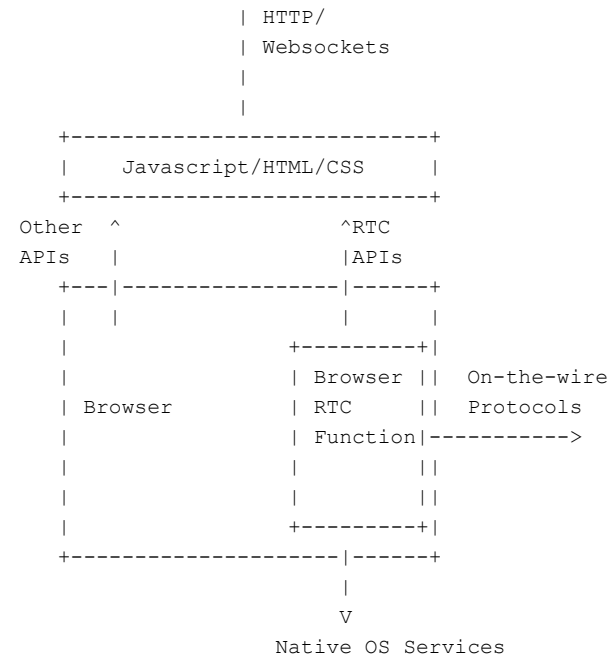 HTTP/
Websockets
Javascript/HTML/CSS
Other ^ ^RTC
APIs | |APIs
Browser On-the-wire
Browser RTC Protocols
Function ----------->
V
Native OS Services